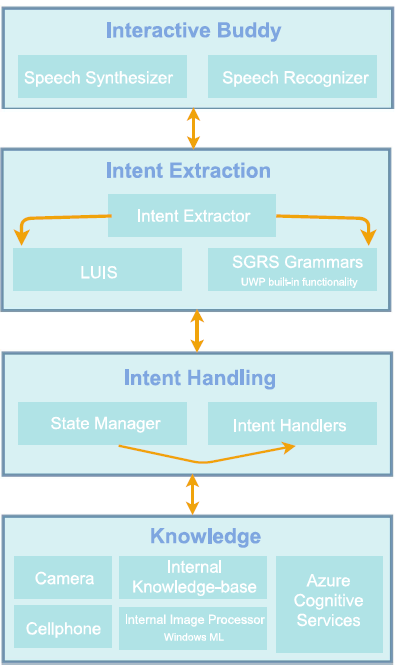 Interactive Buddy
Speech Synthesizer
Speech Recognizer
Intent Extraction
Intent Extractor
LUIS
SGRS Grammars
UWP built-in functionality
Intent Handling
State Manager
Intent Handlers
Knowledge
Camera
Internal
Knowledge-base
Azure
Cognitive
Services
Cellphone
Internal Image Processor
Windows ML